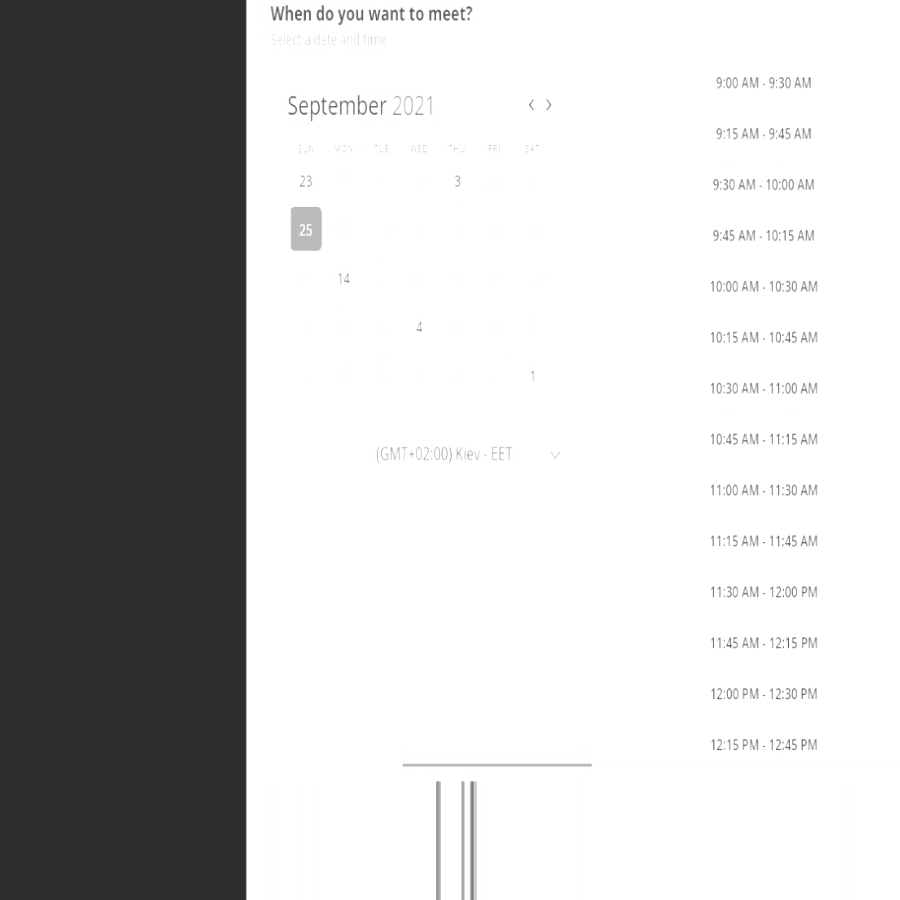 When do you want to meet?
Select a date and time
September 2021
SUN MON TUE WED THU FRI SAT
23 3
25
14
4
1
(GMT+02:00) Kiev - EET
9:00 AM - 9:30 AM
9:15 AM - 9:45 AM
9:30 AM - 10:00 AM
9:45 AM - 10:15 AM
10:00 AM - 10:30 AM
10:15 AM - 10:45 AM
10:30 AM - 11:00 AM
10:45 AM - 11:15 AM
11:00 AM - 11:30 AM
11:15 AM - 11:45 AM
11:30 AM - 12:00 PM
11:45 AM - 12:15 PM
12:00 PM - 12:30 PM
12:15 PM - 12:45 PM